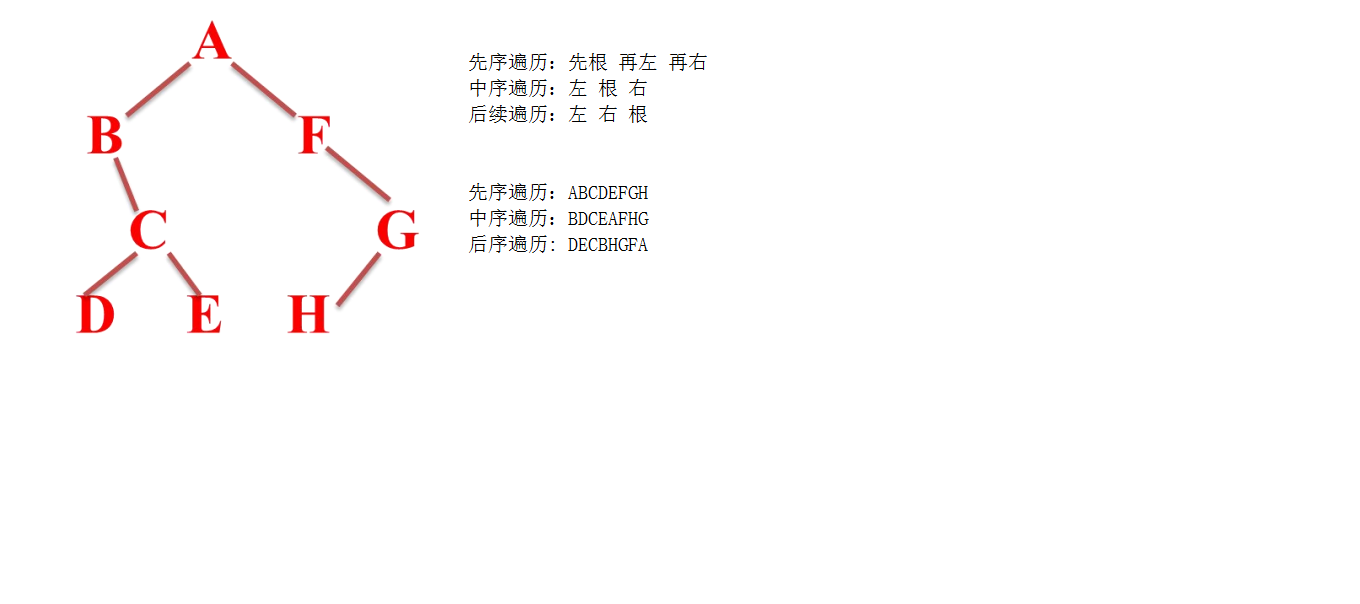 A
B F
C G
D E H
先序遍历：先根 再左 再右
中序遍历：左 根 右
后续遍历：左 右 根
先序遍历：ABCDEFGH
中序遍历：BDCEAFHG
后序遍历: DECBHGFA